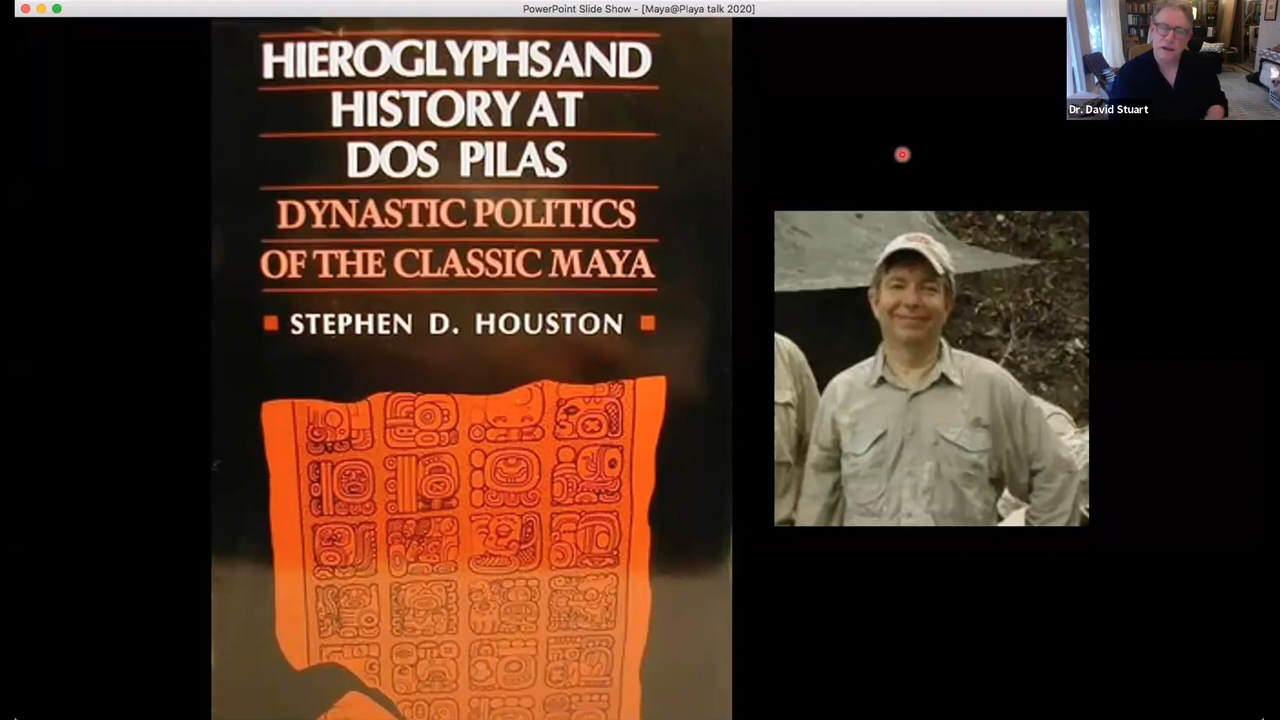 PowerPoint Slide Show - [Maya@Playa talk 2020]
Dr. David Stuart
HIEROGLYPHS AND
HISTORY AT
DOS PILAS
DYNASTIC POLITICS
OF THE CLASSIC MAYA
STEPHEN D. HOUSTON